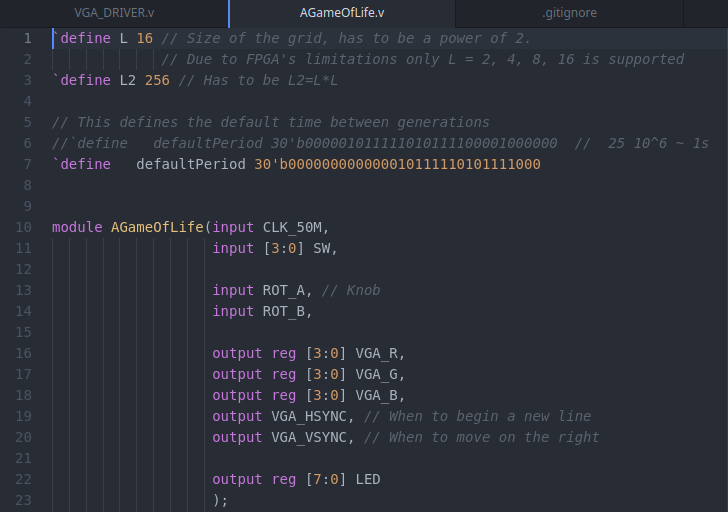 VGA_DRIVER.v AGameOfLife.v .gitignore
1 `define L 16 // Size of the grid, has to be a power of 2.
2 // Due to FPGA's limitations only L = 2, 4, 8, 16 is supported
3 `define L2 256 // Has to be L2=L*L
4
5 // This defines the default time between generations
6 //`define   defaultPeriod 30'b000001011111010111100001000000  //  25 10^6 ~ 1s
7 `define   defaultPeriod 30'b000000000000010111110101111000
8
9
10 module AGameOfLife(input CLK_50M,
11 input [3:0] SW,
12
13 input ROT_A, // Knob
14 input ROT_B,
15
16 output reg [3:0] VGA_R,
17 output reg [3:0] VGA_G,
18 output reg [3:0] VGA_B,
19 output VGA_HSYNC, // When to begin a new line
20 output VGA_VSYNC, // When to move on the right
21
22 output reg [7:0] LED
23 );